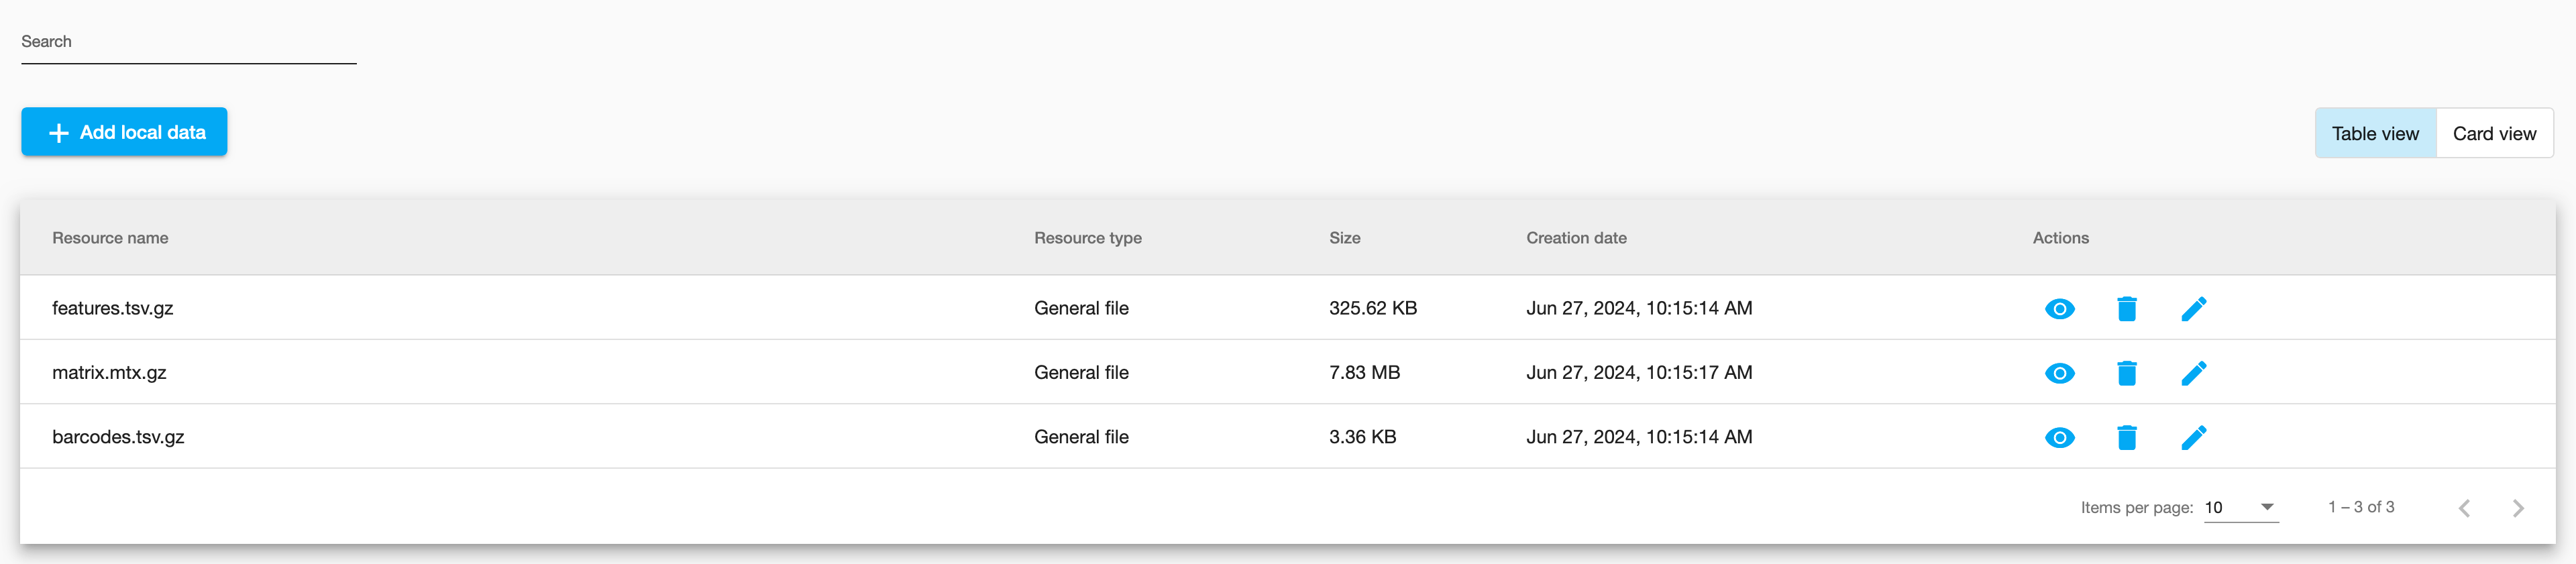 Search
Add local data
Table view Card view
Resource name Resource type Size Creation date Actions
features.tsv.gz General file 325.62 KB Jun 27, 2024, 10:15:14 AM
matrix.mtx.gz General file 7.83 MB Jun 27, 2024, 10:15:17 AM
barcodes.tsv.gz General file 3.36 KB Jun 27, 2024, 10:15:14 AM
Items per page: 10 1 – 3 of 3